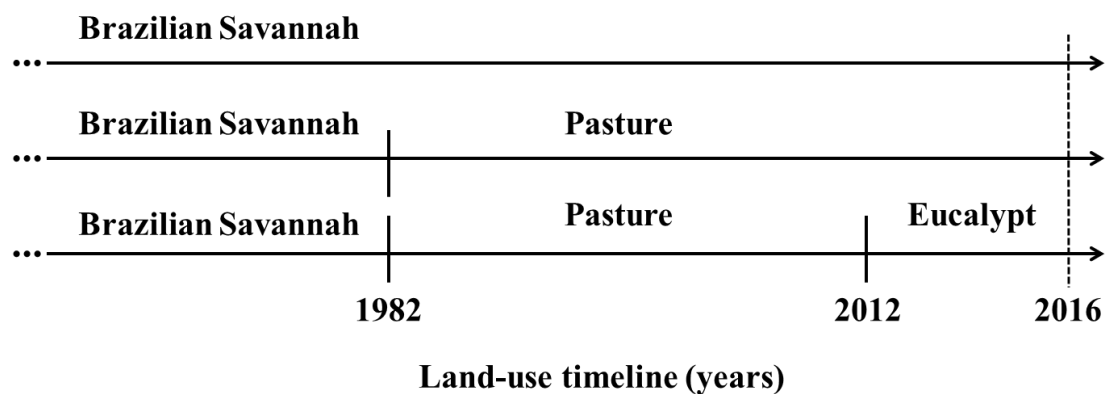 Brazilian Savannah
...
Brazilian Savannah Pasture
...
Brazilian Savannah Pasture Eucalypt
...
1982 2012 2016
Land-use timeline (years)